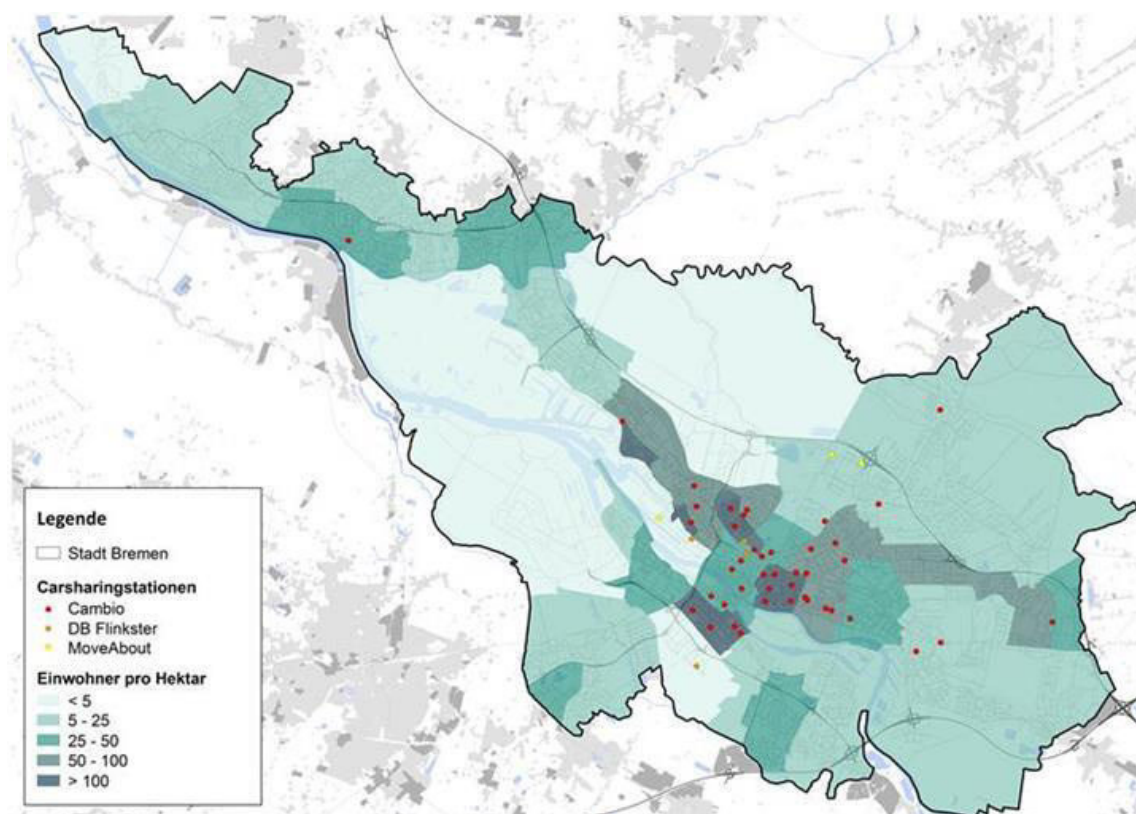 Legende
Stadt Bremen
Carsharingstationen
Cambio
DB Flinkster
MoveAbout
Einwohner pro Hektar
< 5
5 - 25
25 - 50
50 - 100
> 100